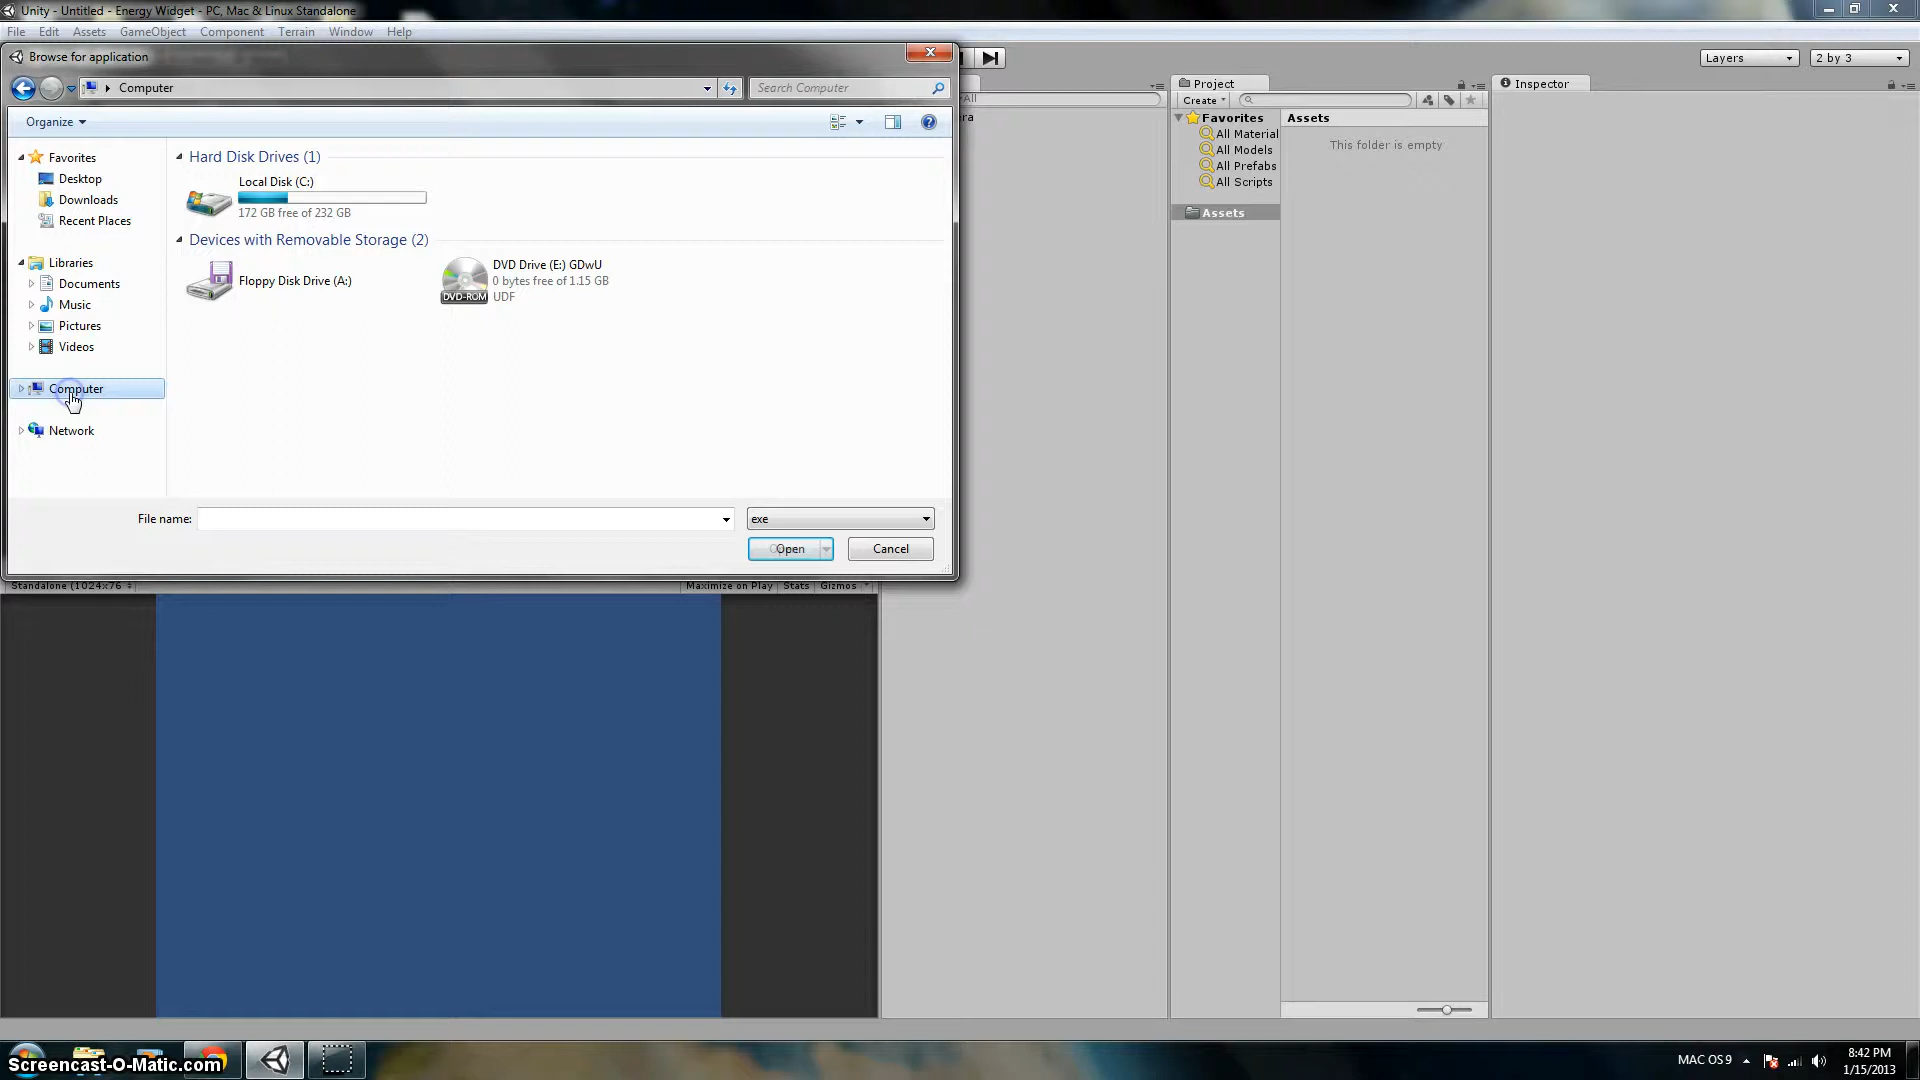 Unity - Untitled - Energy Widget - PC, Mac & Linux Standalone
File Edit Assets GameObject Component Terrain Window Help
Browse for application
Layers
2 by 3
Computer
Search Computer
Project
Inspector
Create
All
Organize
Favorites
Assets
Hard Disk Drives (1)
Favorites
Local Disk (C:)
172 GB free of 232 GB
Desktop
Downloads
Recent Places
All Material
All Models
All Prefabs
All Scripts
This folder is empty
Assets
Devices with Removable Storage (2)
Floppy Disk Drive (A:)
DVD Drive (E:) GDwU
0 bytes free of 1.15 GB
UDF
DVD-ROM
Libraries
Documents
Music
Pictures
Videos
Computer
Network
File name:
exe
Open
Cancel
Standalone (1024x76
Maximize on Play Stats Gizmos
Screencast-O-Matic.com
MAC OS9
8:42 PM
1/15/2013